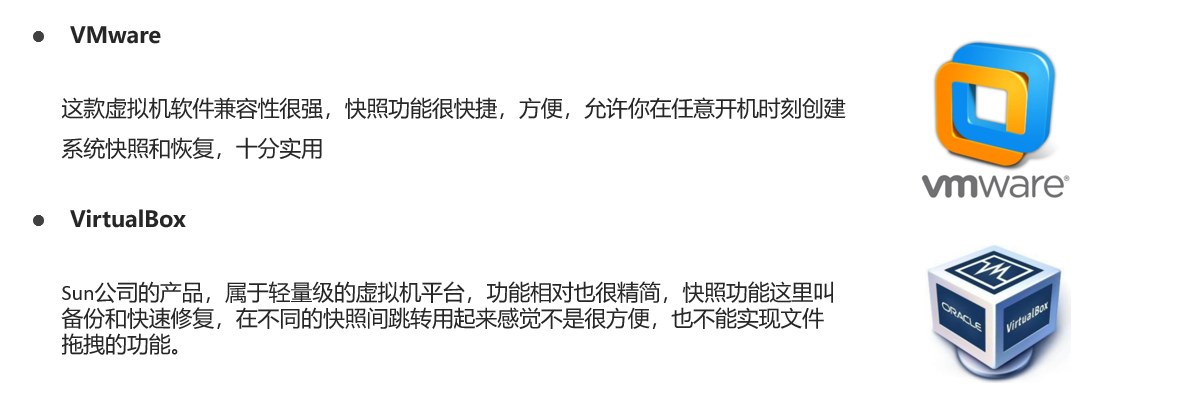 ● VMware
这款虚拟机软件兼容性很强，快照功能很快捷，方便，允许你在任意开机时刻创建
系统快照和恢复，十分实用
vmware®
● VirtualBox
Sun公司的产品，属于轻量级的虚拟机平台，功能相对也很精简，快照功能这里叫
备份和快速修复，在不同的快照间跳转用起来感觉不是很方便，也不能实现文件
拖拽的功能。
ORACLE
VirtualBox